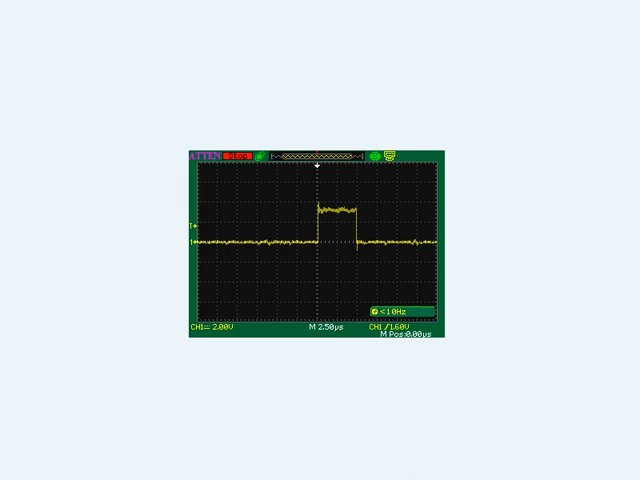 ATTEN Stop
T
1
<10Hz
CH1 2.00V M 2.50µs CH1 1.60V
M Pos:0.00µs